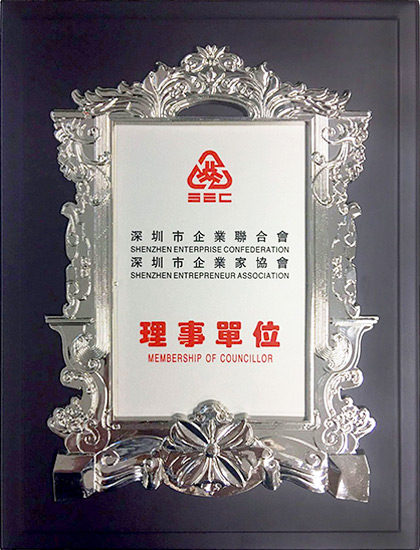 SEC
深圳市企業聯合會
SHENZHEN ENTERPRISE CONFEDERATION
深圳市企業家協會
SHENZHEN ENTREPRENEUR ASSOCIATION
理事單位
MEMBERSHIP OF COUNCILLOR